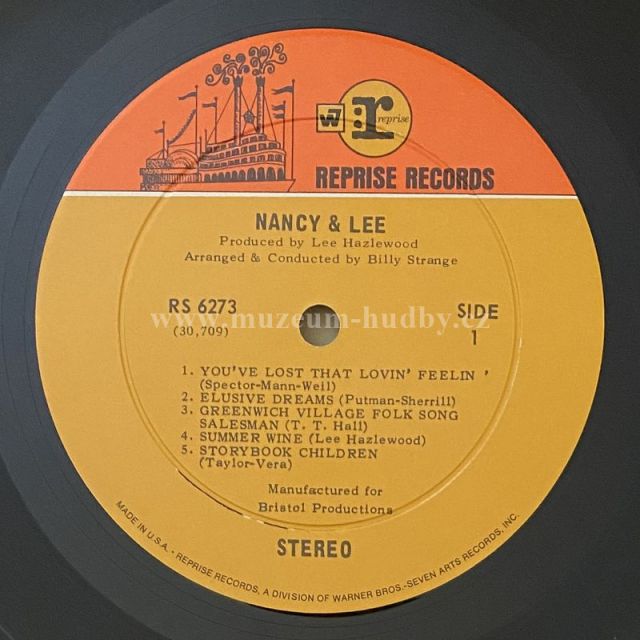 W7
:r
reprise
REPRISE RECORDS
NANCY & LEE
Produced by Lee Hazlewood
Arranged & Conducted by Billy Strange
RS 6273
(30,709)
SIDE
1
www.muzeum-hudby.cz
1. YOU'VE LOST THAT LOVIN' FEELIN'
(Spector-Mann-Weil)
2. ELUSIVE DREAMS (Putman-Sherrill)
3. GREENWICH VILLAGE FOLK SONG
SALESMAN (T. T. Hall)
4. SUMMER WINE (Lee Hazlewood)
5. STORYBOOK CHILDREN
(Taylor-Vera)
Manufactured for
Bristol Productions
STEREO
MADE IN U.S.A. • REPRISE RECORDS, A DIVISION OF WARNER BROS.-SEVEN ARTS RECORDS, INC.